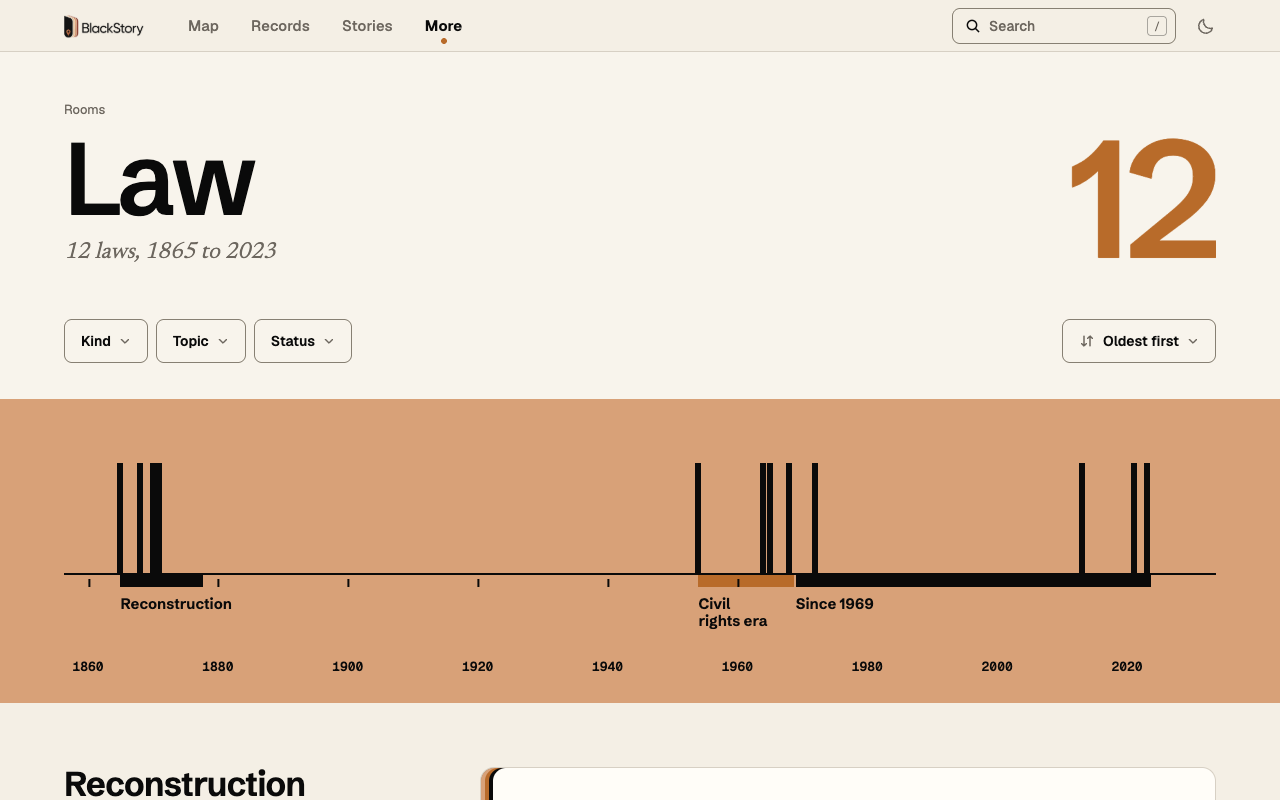 BlackStory
Map
Records
Stories
More
Search
/
Rooms
Law
12
12 laws, 1865 to 2023
Kind
Topic
Status
Oldest first
Reconstruction
Civil
rights era
Since 1969
1860
1880
1900
1920
1940
1960
1980
2000
2020
Reconstruction